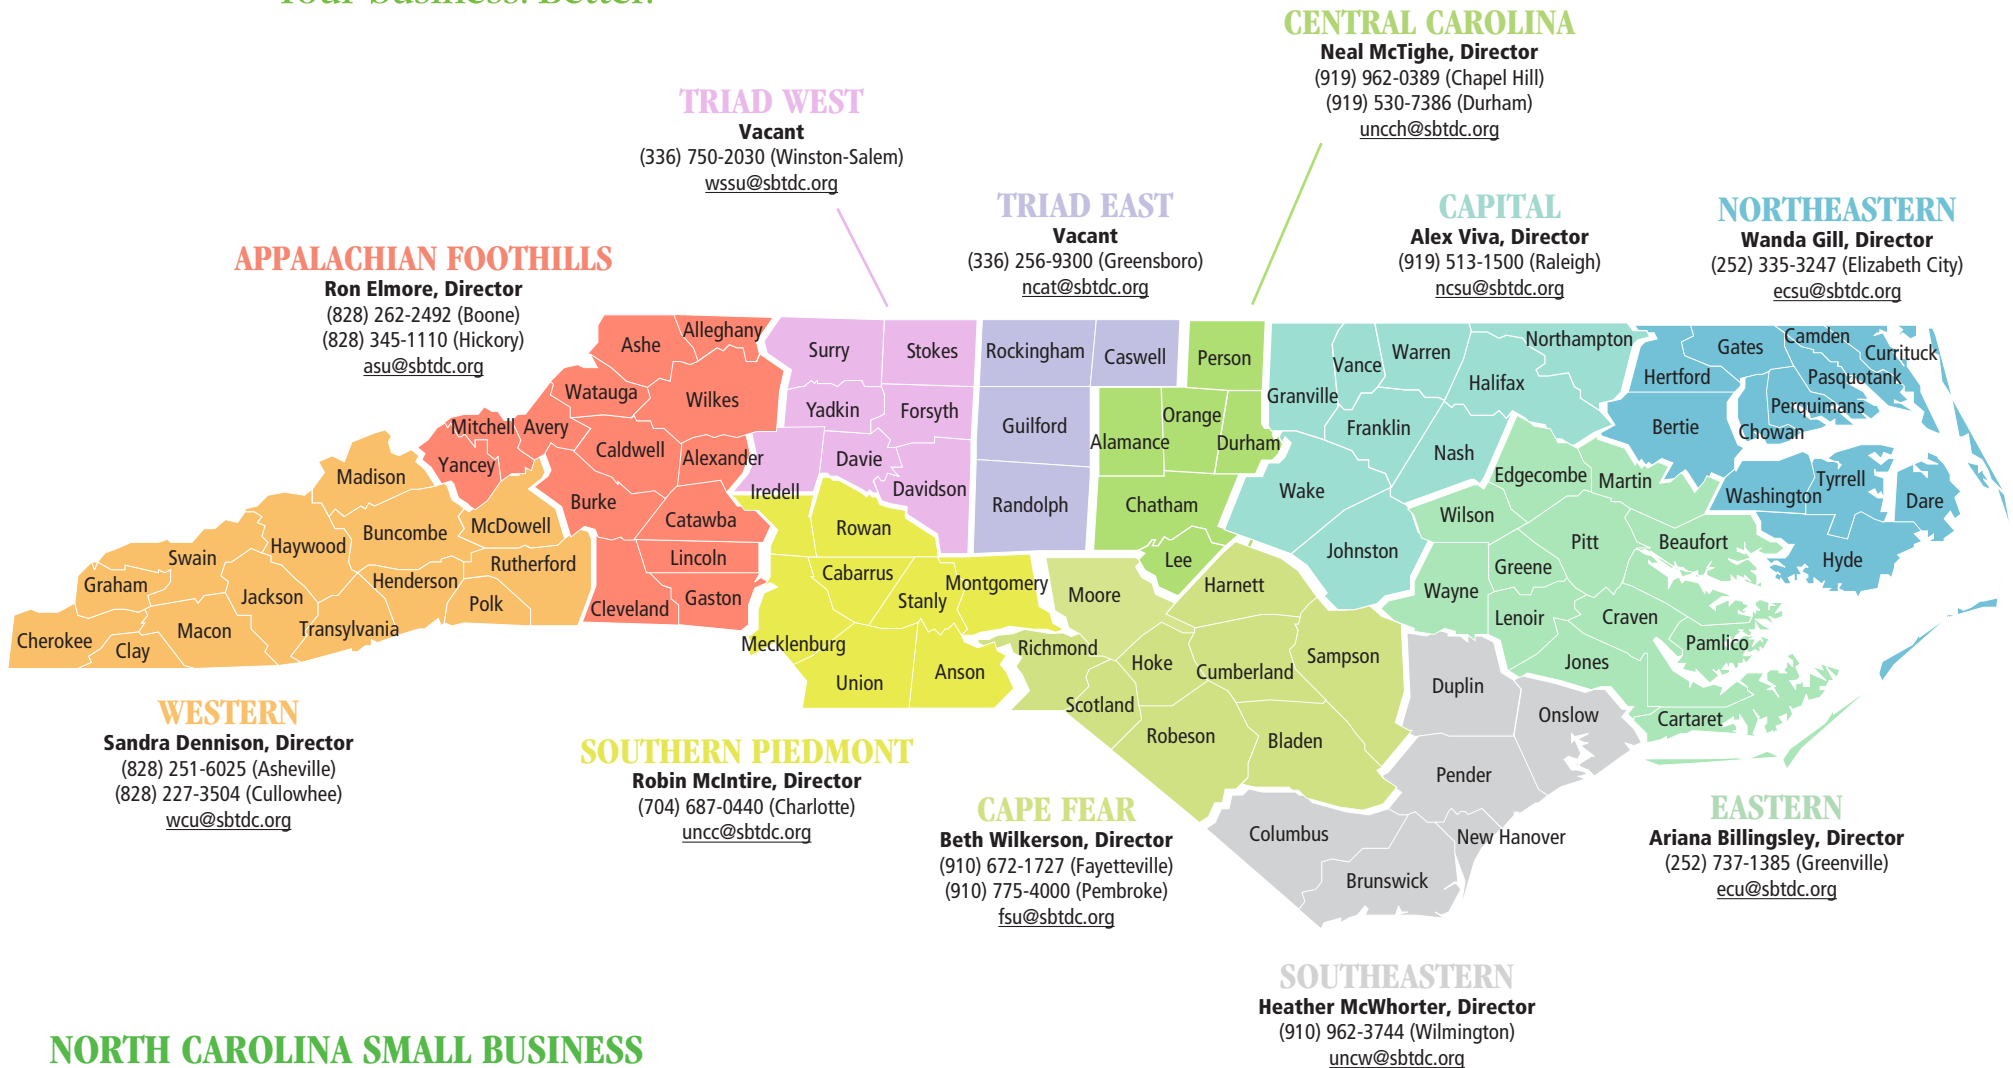 Your Business. Better.
CENTRAL CAROLINA
Neal McTighe, Director
(919) 962-0389 (Chapel Hill)
(919) 530-7386 (Durham)
uncch@sbtdc.org
TRIAD WEST
Vacant
(336) 750-2030 (Winston-Salem)
wssu@sbtdc.org
TRIAD EAST
Vacant
(336) 256-9300 (Greensboro)
ncat@sbtdc.org
CAPITAL
Alex Viva, Director
(919) 513-1500 (Raleigh)
ncsu@sbtdc.org
NORTHEASTERN
Wanda Gill, Director
(252) 335-3247 (Elizabeth City)
ecsu@sbtdc.org
APPALACHIAN FOOTHILLS
Ron Elmore, Director
(828) 262-2492 (Boone)
(828) 345-1110 (Hickory)
asu@sbtdc.org
Ashe
Alleghany
Watauga
Wilkes
Mitchell
Avery
Yancey
Caldwell
Alexander
Burke
Catawba
Lincoln
Gaston
Cleveland
Surry
Stokes
Yadkin
Forsyth
Iredell
Davie
Davidson
Rockingham
Caswell
Guilford
Randolph
Person
Alamance
Orange
Durham
Chatham
Lee
Granville
Vance
Warren
Northampton
Halifax
Franklin
Nash
Wake
Johnston
Hertford
Gates
Camden
Currituck
Pasquotank
Perquimans
Chowan
Bertie
Washington
Tyrrell
Dare
Hyde
Edgecombe
Martin
Wilson
Pitt
Beaufort
Greene
Wayne
Lenoir
Craven
Pamlico
Jones
Cartaret
Madison
Buncombe
McDowell
Haywood
Swain
Graham
Henderson
Rutherford
Polk
Jackson
Transylvania
Macon
Cherokee
Clay
Rowan
Cabarrus
Stanly
Montgomery
Mecklenburg
Union
Anson
Moore
Harnett
Richmond
Hoke
Cumberland
Sampson
Scotland
Robeson
Bladen
Duplin
Onslow
Pender
Columbus
New Hanover
Brunswick
WESTERN
Sandra Dennison, Director
(828) 251-6025 (Asheville)
(828) 227-3504 (Cullowhee)
wcu@sbtdc.org
SOUTHERN PIEDMONT
Robin McIntire, Director
(704) 687-0440 (Charlotte)
uncc@sbtdc.org
CAPE FEAR
Beth Wilkerson, Director
(910) 672-1727 (Fayetteville)
(910) 775-4000 (Pembroke)
fsu@sbtdc.org
EASTERN
Ariana Billingsley, Director
(252) 737-1385 (Greenville)
ecu@sbtdc.org
SOUTHEASTERN
Heather McWhorter, Director
(910) 962-3744 (Wilmington)
uncw@sbtdc.org
NORTH CAROLINA SMALL BUSINESS